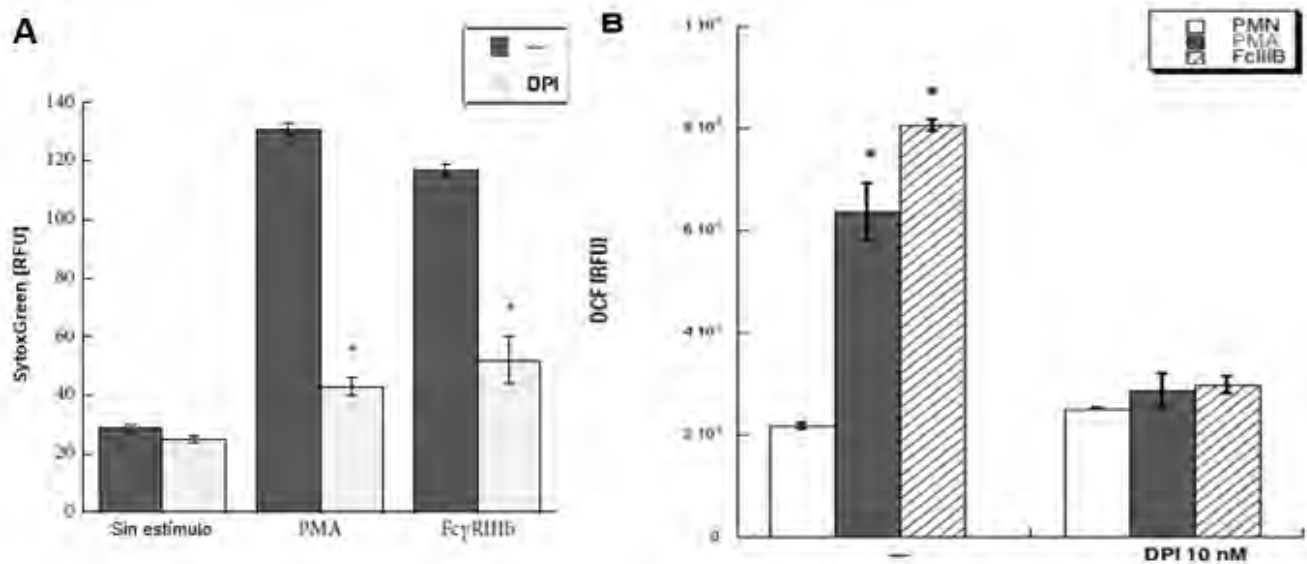 A
—
DPI
140
120
100
80
60
40
20
0
SytoxGreen [RFU]
Sin estímulo
PMA
FcγRIIIb
B
PMN
PMA
FcIIIB
0
DCF [RFU]
—
DPI 10 nM
*
*
*
*